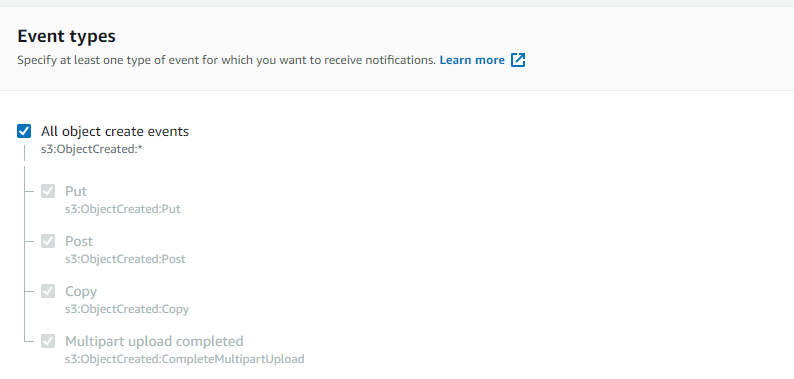 Event types
Specify at least one type of event for which you want to receive notifications. Learn more
All object create events
s3:ObjectCreated:*
Put
s3:ObjectCreated:Put
Post
s3:ObjectCreated:Post
Copy
s3:ObjectCreated:Copy
Multipart upload completed
s3:ObjectCreated:CompleteMultipartUpload